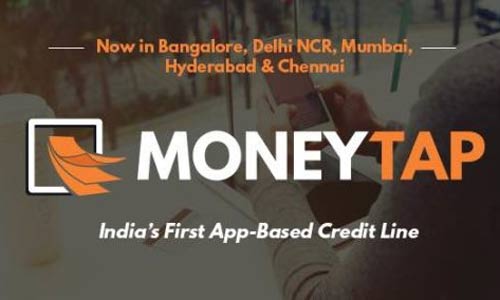 Now in Bangalore, Delhi NCR, Mumbai,
Hyderabad & Chennai
MONEYTAP
India's First App-Based Credit Line